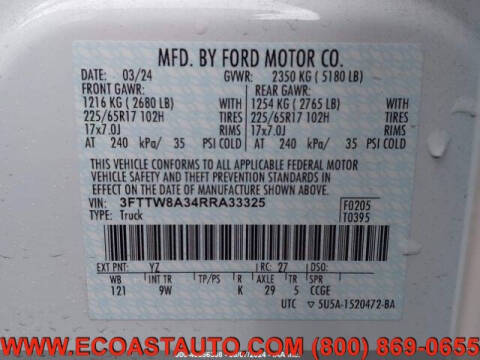 MFD. BY FORD MOTOR CO.
DATE: 03/24 GVWR: 2350 KG ( 5180 LB)
FRONT GAWR: REAR GAWR:
1216 KG ( 2680 LB) WITH 1254 KG ( 2765 LB) WITH
225/65R17 102H TIRES 225/65R17 102H TIRES
17x7.0J RIMS 17x7.0J RIMS
AT 240 kPa/ 35 PSI COLD AT 240 kPa/ 35 PSI COLD
THIS VEHICLE CONFORMS TO ALL APPLICABLE FEDERAL MOTOR
VEHICLE SAFETY AND THEFT PREVENTION STANDARDS IN
EFFECT ON THE DATE OF MANUFACTURE SHOWN ABOVE.
VIN: 3FTTW8A34RRA33325 F0205
TYPE: Truck T0395
EXT PNT: YZ RC: 27 DSO:
WB INT TR TP/PS R AXLE TR SPR
121 9W K 29 5 CCGE
UTC 5U5A-1520472-BA
WWW.ECOASTAUTO.COM (800) 869-0655